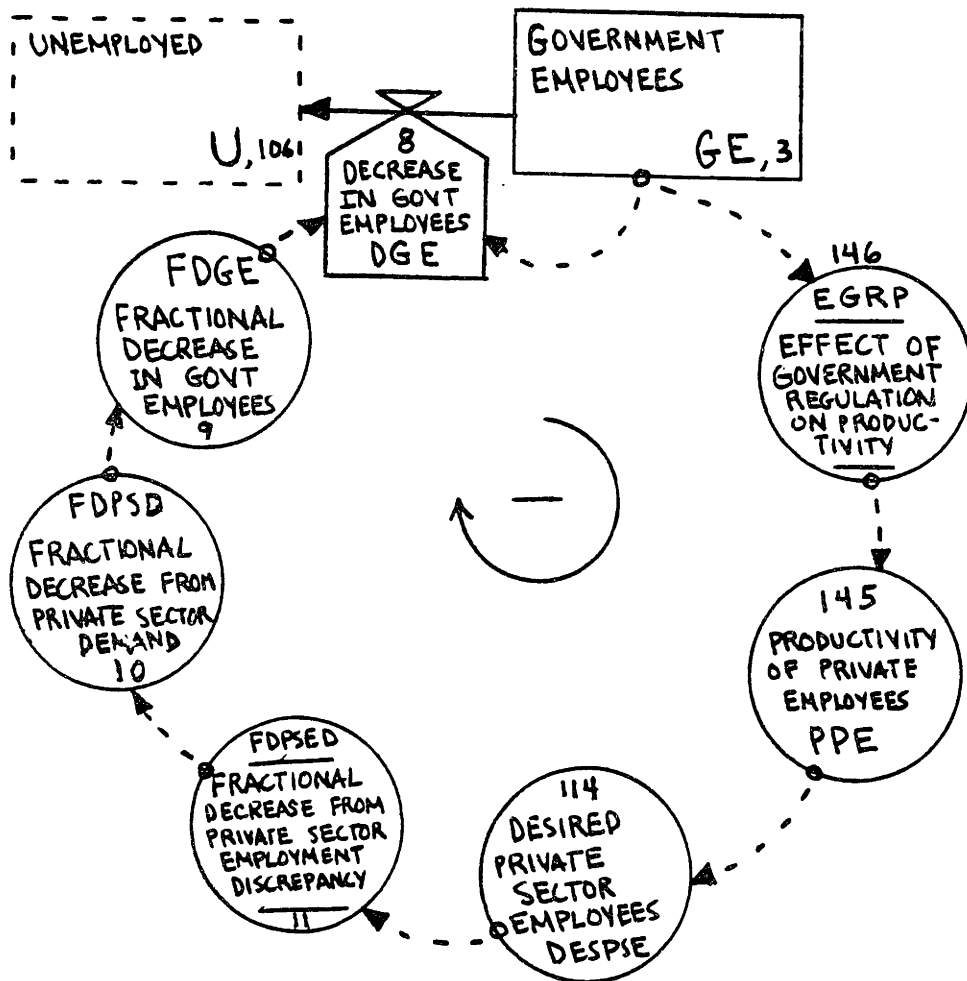 UNEMPLOYED
U, 106
GOVERNMENT
EMPLOYEES
GE, 3
8
DECREASE
IN GOVT
EMPLOYEES
DGE
FDGE
FRACTIONAL
DECREASE
IN GOVT
EMPLOYEES
9
146
EGRP
EFFECT OF
GOVERNMENT
REGULATION
ON PRODUC-
TIVITY
FDPSD
FRACTIONAL
DECREASE FROM
PRIVATE SECTOR
DEMAND
10
145
PRODUCTIVITY
OF PRIVATE
EMPLOYEES
PPE
FDPSED
FRACTIONAL
DECREASE FROM
PRIVATE SECTOR
EMPLOYMENT
DISCREPANCY
11
114
DESIRED
PRIVATE
SECTOR
EMPLOYEES
DESPSE